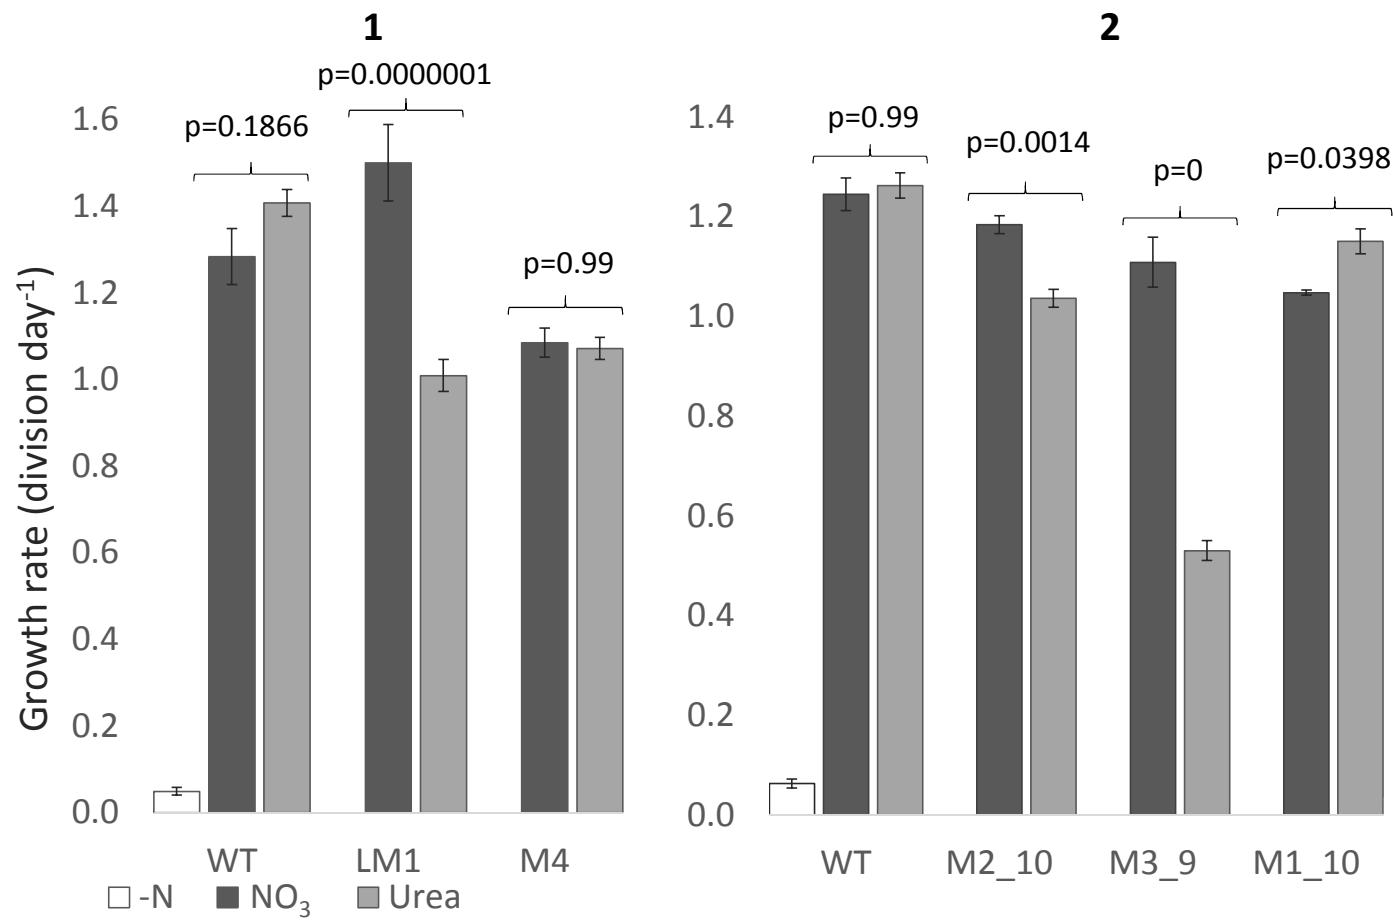 1
2
p=0.0000001
p=0.1866
p=0.99
p=0.99
p=0.0014
p=0
p=0.0398
Growth rate (division day-1)
1.6
1.4
1.2
1.0
0.8
0.6
0.4
0.2
0.0
1.4
1.2
1.0
0.8
0.6
0.4
0.2
0.0
WT LM1 M4
WT M2_10 M3_9 M1_10
-N NO3 Urea